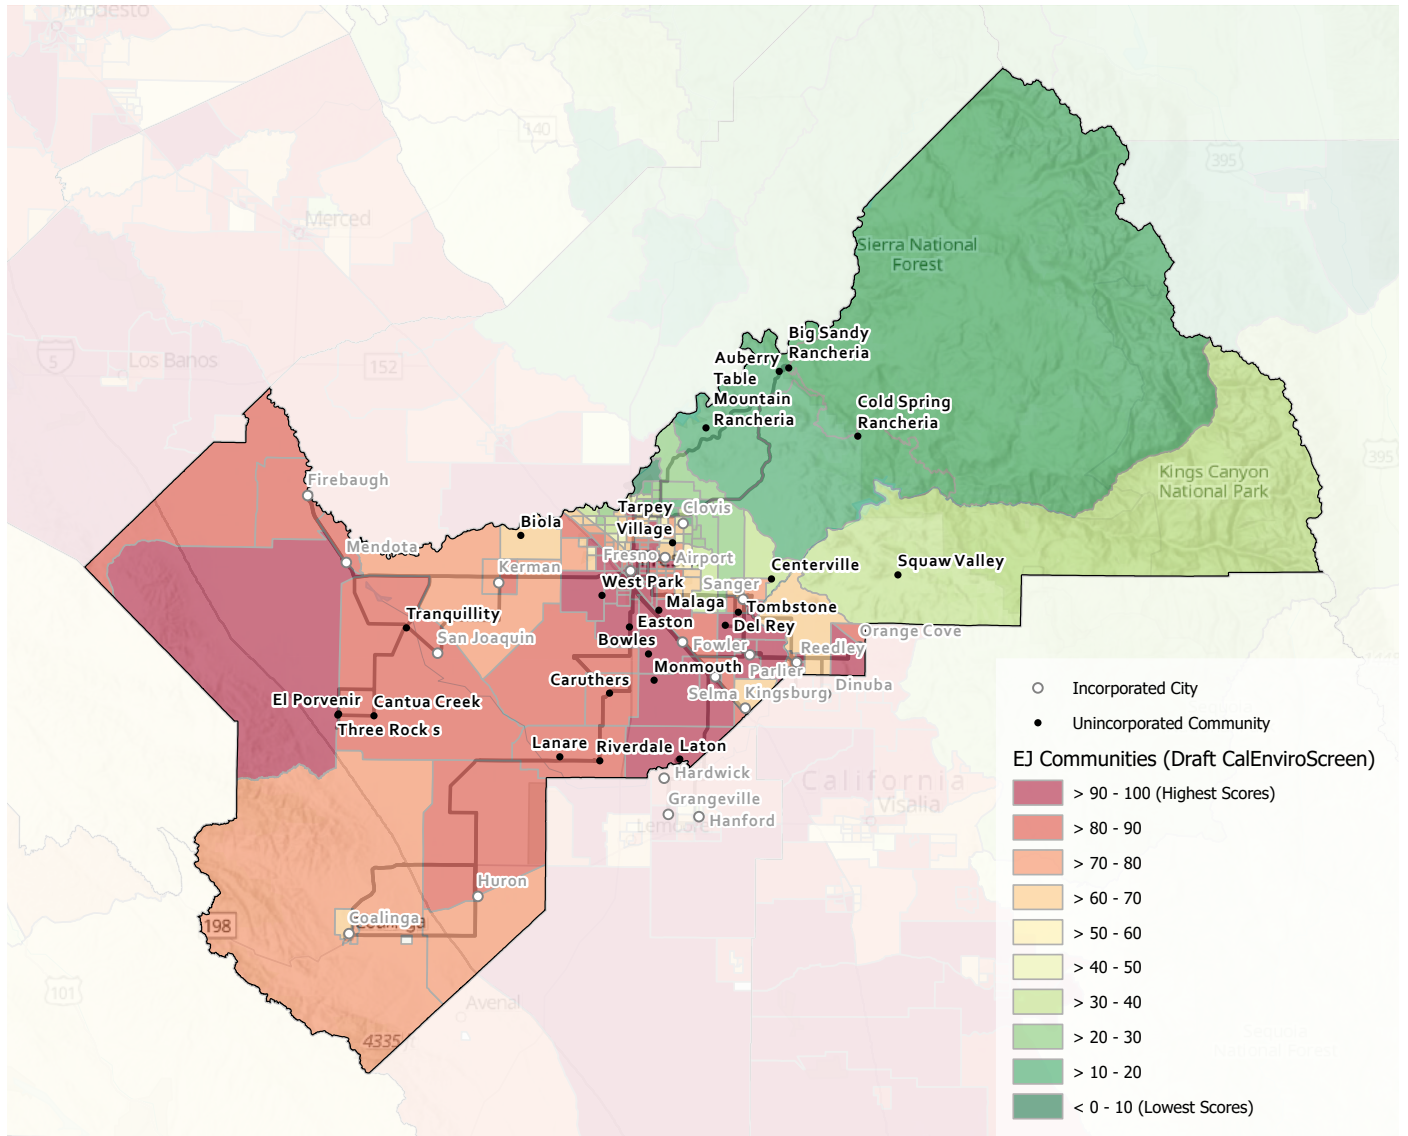 Modesto
140
395
Merced
Sierra National
Forest
5
Los Banos
152
Big Sandy
Rancheria
Auberry
Table
Mountain
Rancheria
Cold Spring
Rancheria
395
Kings Canyon
National Park
Firebaugh
Mendota
Biola
Tarpey
Village
Clovis
Fresno
Airport
Kerman
West Park
Sanger
Centerville
Squaw Valley
Malaga
Tombstone
Tranquillity
San Joaquin
Easton
Del Rey
Orange Cove
Bowles
Fowler
Reedley
Monmouth
Parlier
Dinuba
Caruthers
Selma
Kingsburg
El Porvenir
Cantua Creek
Three Rock s
Lanare
Riverdale
Laton
Hardwick
Grangeville
Hanford
Lemoore
California
Visalia
Huron
Coalinga
Coalinga
198
101
Avenal
4335
Sequoia
National Forest
Incorporated City
Unincorporated Community
EJ Communities (Draft CalEnviroScreen)
> 90 - 100 (Highest Scores)
> 80 - 90
> 70 - 80
> 60 - 70
> 50 - 60
> 40 - 50
> 30 - 40
> 20 - 30
> 10 - 20
< 0 - 10 (Lowest Scores)